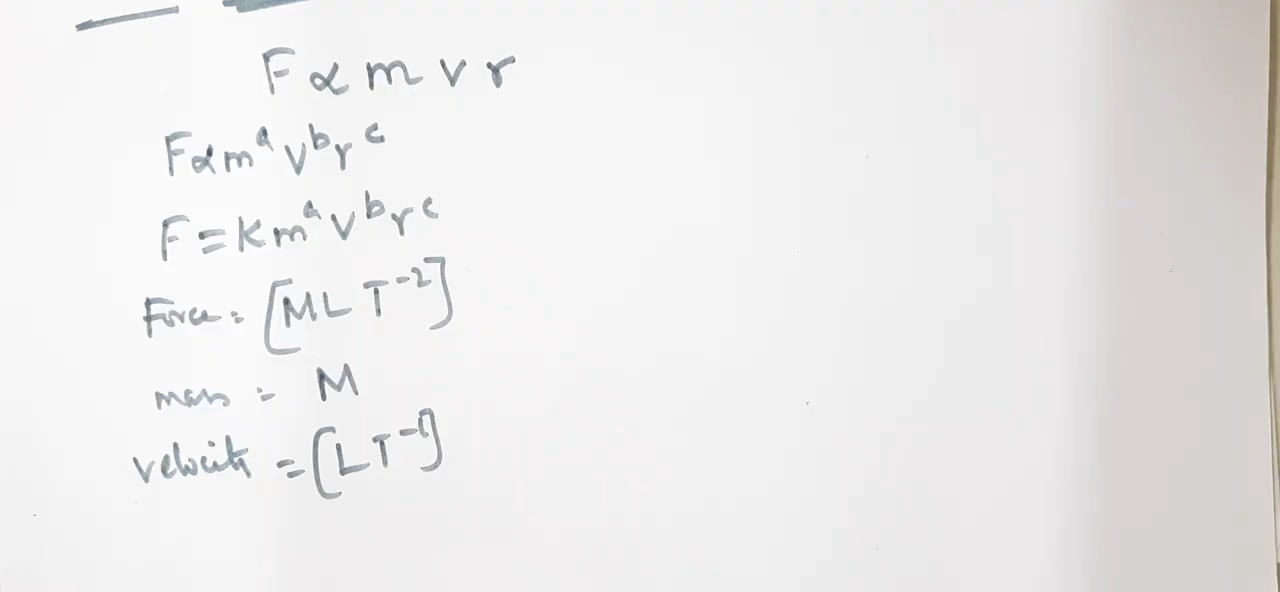 F ∝ m v r
F ∝ m^a v^b r^c
F = K m^a v^b r^c
Force = [M L T^-2]
mass = M
velocity = [L T^-1]